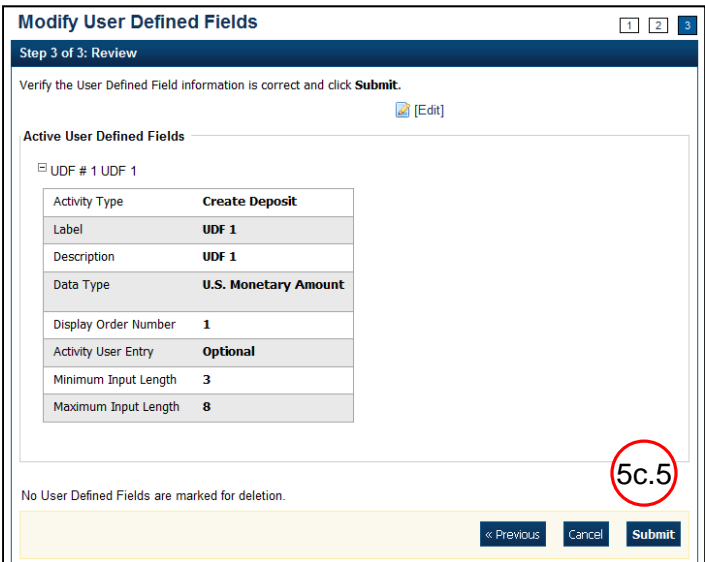 Modify User Defined Fields
1 2 3
Step 3 of 3: Review
Verify the User Defined Field information is correct and click Submit.
[Edit]
Active User Defined Fields
UDF # 1 UDF 1
Activity Type Create Deposit
Label UDF 1
Description UDF 1
Data Type U.S. Monetary Amount
Display Order Number 1
Activity User Entry Optional
Minimum Input Length 3
Maximum Input Length 8
5c.5
No User Defined Fields are marked for deletion.
« Previous Cancel Submit